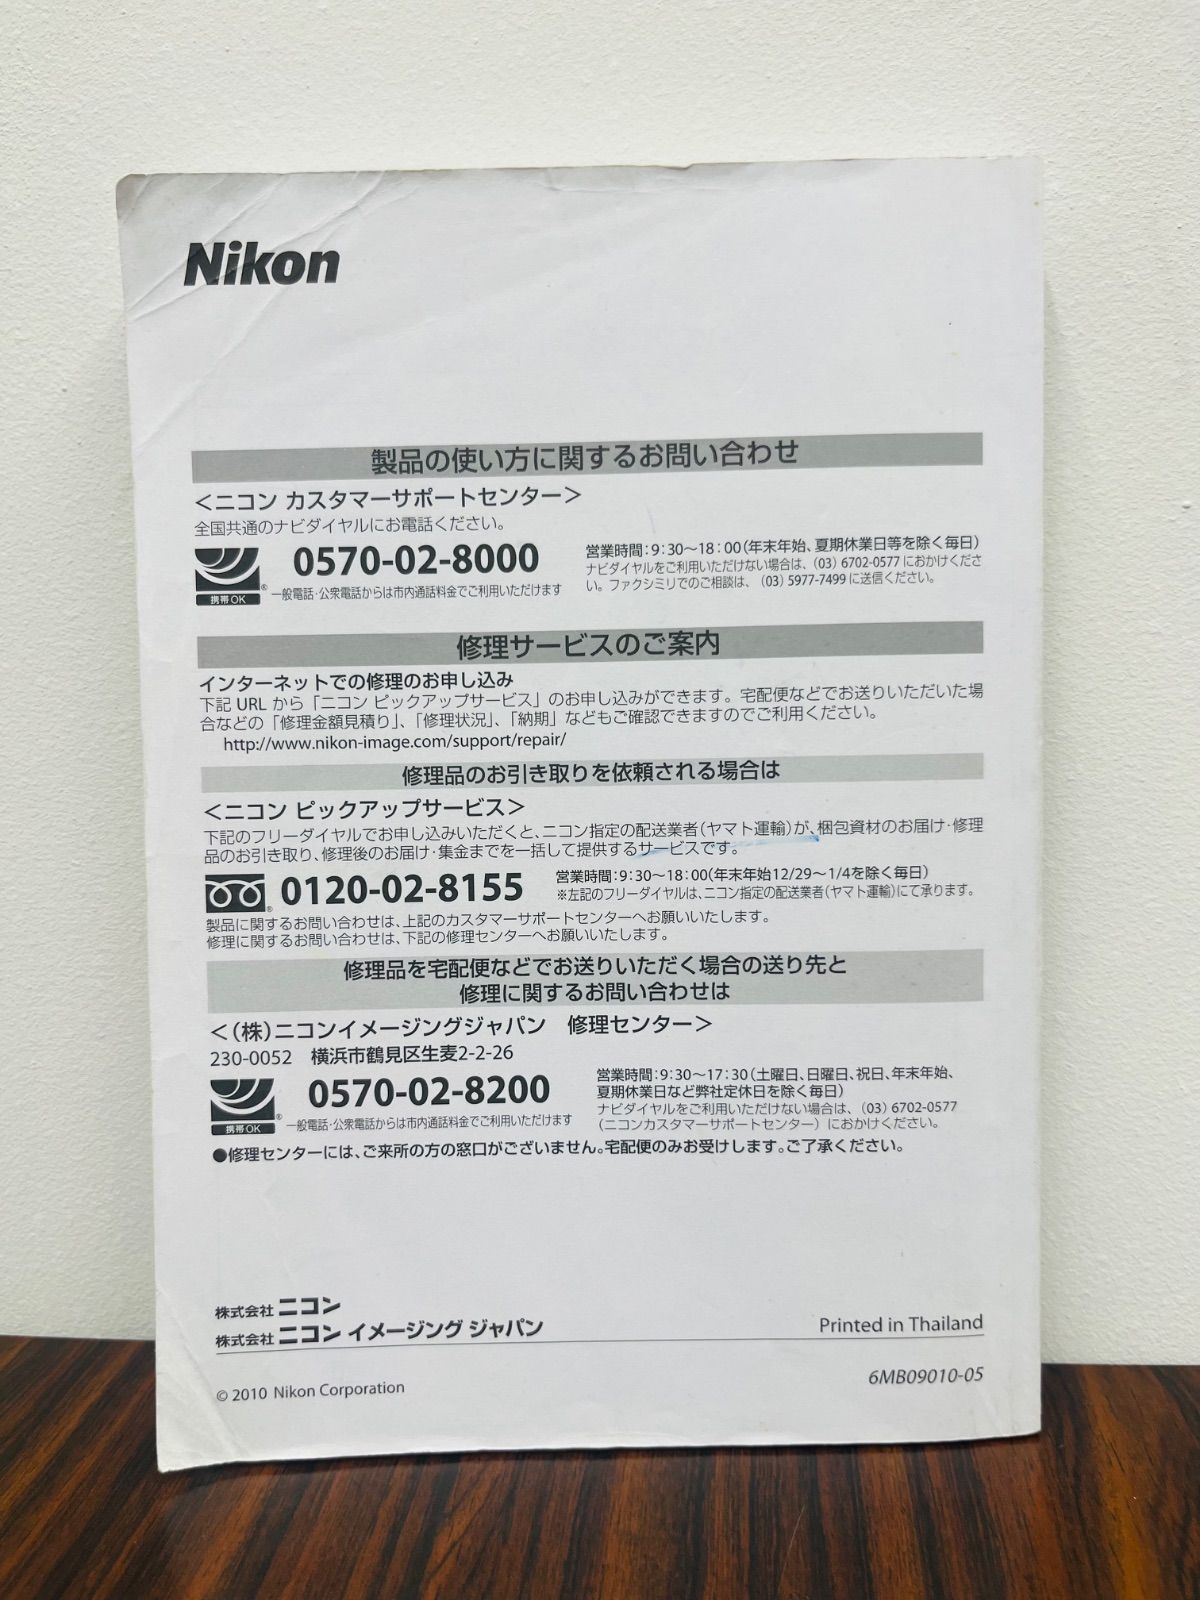 Nikon
製品の使い方に関するお問い合わせ
＜ニコン カスタマーサポートセンター＞
全国共通のナビダイヤルにお電話ください。
0570-02-8000
営業時間：9：30～18：00（年末年始、夏期休業日等を除く毎日）
ナビダイヤルをご利用いただけない場合は、（03）6702-0577におかけくださ
い。ファクシミリでのご相談は、（03）5977-7499に送信ください。
携帯OK
一般電話・公衆電話からは市内通話料金でご利用いただけます
修理サービスのご案内
インターネットでの修理のお申し込み
下記 URL から「ニコン ピックアップサービス」のお申し込みができます。宅配便などでお送りいただいた場
合などの「修理金額見積り」、「修理状況」、「納期」などもご確認できますのでご利用ください。
http://www.nikon-image.com/support/repair/
修理品のお引き取りを依頼される場合は
＜ニコン ピックアップサービス＞
下記のフリーダイヤルでお申し込みいただくと、ニコン指定の配送業者（ヤマト運輸）が、梱包資材のお届け・修理
品のお引き取り、修理後のお届け・集金までを一括して提供するサービスです。
0120-02-8155
営業時間：9：30～18：00（年末年始12/29～1/4を除く毎日）
※左記のフリーダイヤルは、ニコン指定の配送業者（ヤマト運輸）にて承ります。
製品に関するお問い合わせは、上記のカスタマーサポートセンターへお願いいたします。
修理に関するお問い合わせは、下記の修理センターへお願いいたします。
修理品を宅配便などでお送りいただく場合の送り先と
修理に関するお問い合わせは
＜（株）ニコンイメージングジャパン 修理センター＞
230-0052 横浜市鶴見区生麦2-2-26
0570-02-8200
営業時間：9：30～17：30（土曜日、日曜日、祝日、年末年始、
夏期休業日など弊社定休日を除く毎日）
ナビダイヤルをご利用いただけない場合は、（03）6702-0577
（ニコンカスタマーサポートセンター）におかけください。
携帯OK
一般電話・公衆電話からは市内通話料金でご利用いただけます
●修理センターには、ご来所の方の窓口がございません。宅配便のみお受けします。ご了承ください。
株式会社 ニコン
株式会社 ニコン イメージング ジャパン
Printed in Thailand
© 2010 Nikon Corporation
6MB09010-05